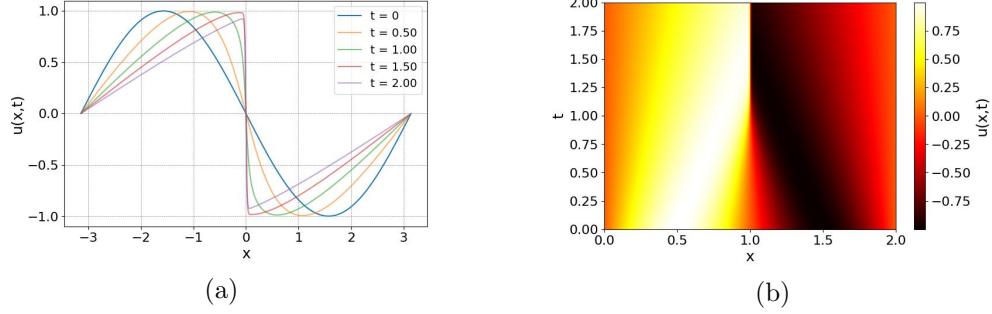 1.0
0.5
0.0
−0.5
−1.0
u(x,t)
t = 0
t = 0.50
t = 1.00
t = 1.50
t = 2.00
−3 −2 −1 0 1 2 3
x
(a)
2.00
1.75
1.50
1.25
1.00
0.75
0.50
0.25
0.00
t
0.0 0.5 1.0 1.5 2.0
x
0.75
0.50
0.25
0.00
−0.25
−0.50
−0.75
u(x,t)
(b)